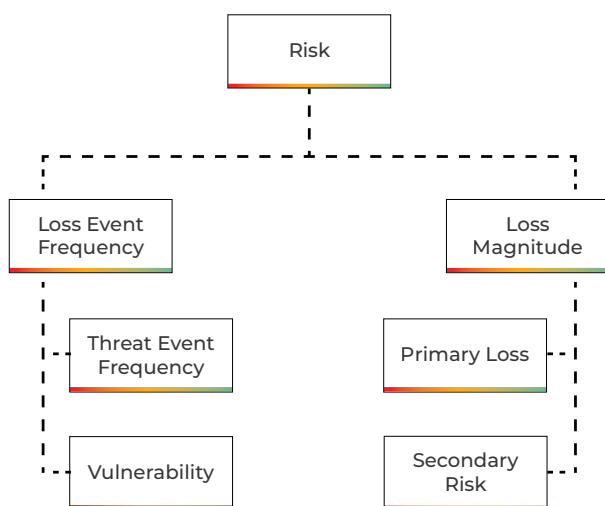 Risk
Loss Event
Frequency
Loss
Magnitude
Threat Event
Frequency
Primary Loss
Vulnerability
Secondary
Risk